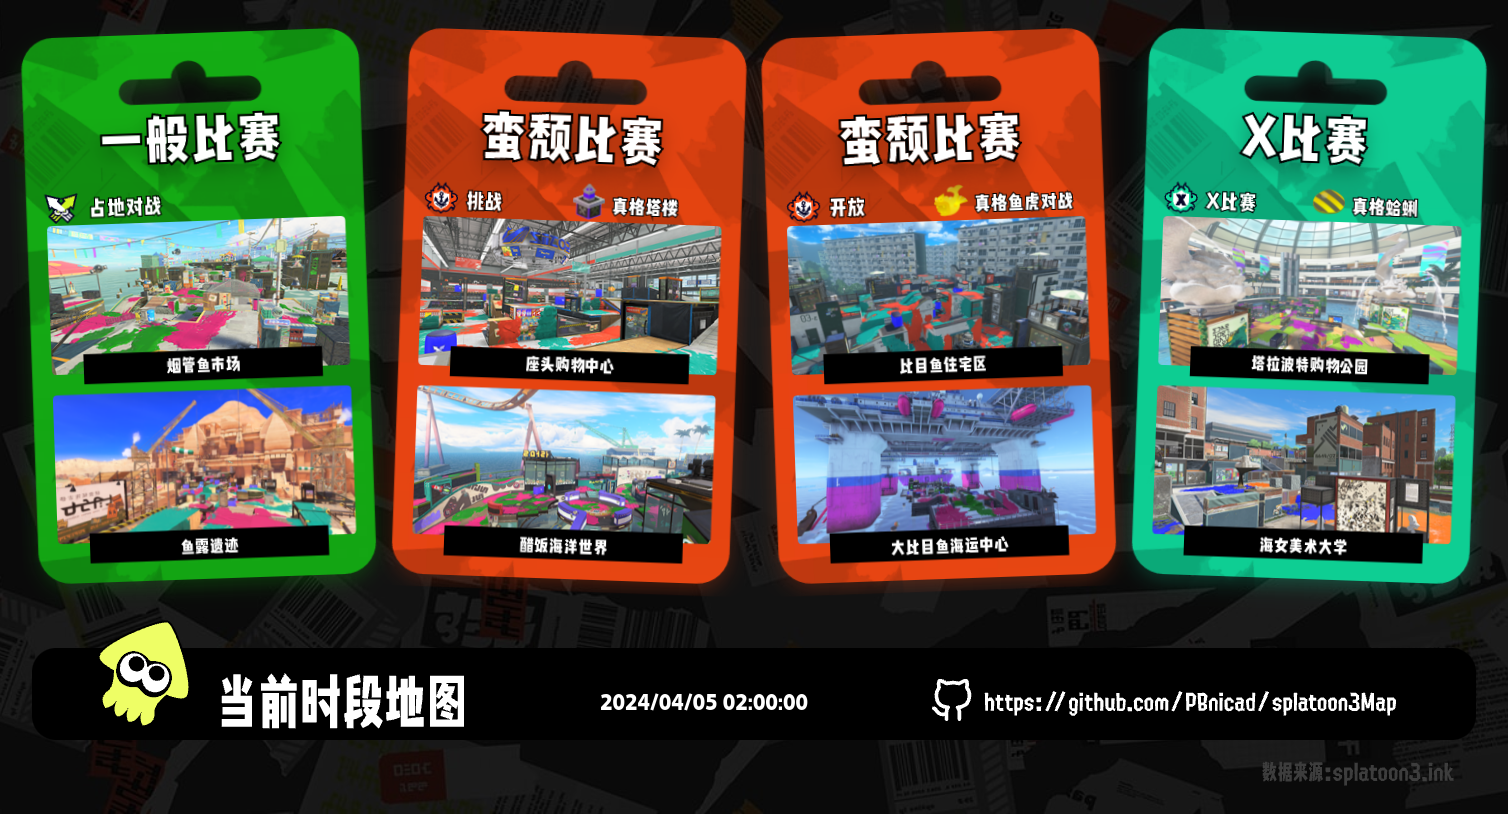 一般比赛
占地对战
烟管鱼市场
鱼露遗迹
蛮颓比赛
挑战
真格塔楼
座头购物中心
醋饭海洋世界
蛮颓比赛
开放
真格鱼虎对战
比目鱼住宅区
大比目鱼海运中心
X比赛
X比赛
真格蛤蜊
塔拉波特购物公园
海女美术大学
当前时段地图
2024/04/05 02:00:00
https://github.com/PBnicad/splatoon3Map
数据来源:splatoon3.ink